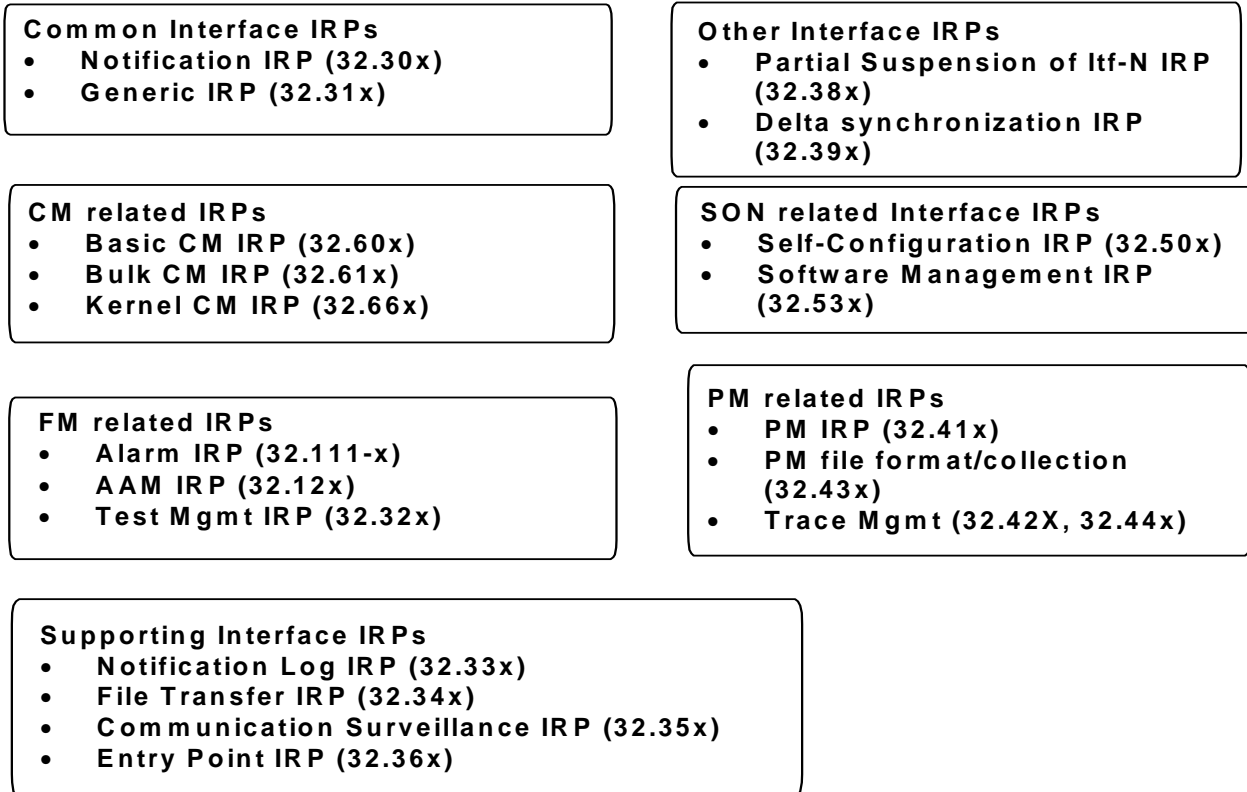 Common Interface IRPs
• Notification IRP (32.30x)
• Generic IRP (32.31x)
Other Interface IRPs
• Partial Suspension of Itf-N IRP
(32.38x)
• Delta synchronization IRP
(32.39x)
CM related IRPs
• Basic CM IRP (32.60x)
• Bulk CM IRP (32.61x)
• Kernel CM IRP (32.66x)
SON related Interface IRPs
• Self-Configuration IRP (32.50x)
• Software Management IRP
(32.53x)
FM related IRPs
• Alarm IRP (32.111-x)
• AAM IRP (32.12x)
• Test Mgmt IRP (32.32x)
PM related IRPs
• PM IRP (32.41x)
• PM file format/collection
(32.43x)
• Trace Mgmt (32.42X, 32.44x)
Supporting Interface IRPs
• Notification Log IRP (32.33x)
• File Transfer IRP (32.34x)
• Communication Surveillance IRP (32.35x)
• Entry Point IRP (32.36x)